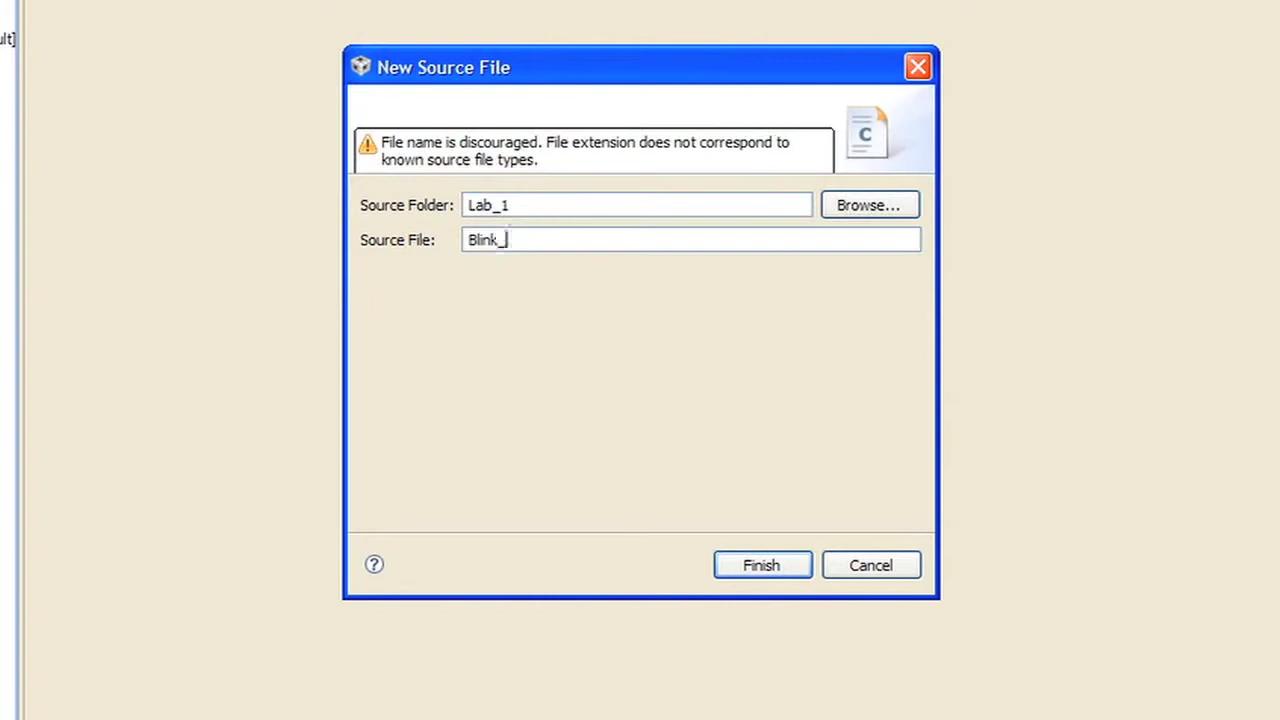 ult]
New Source File
File name is discouraged. File extension does not correspond to
known source file types.
C
Source Folder: Lab_1 Browse...
Source File: Blink_
? Finish Cancel